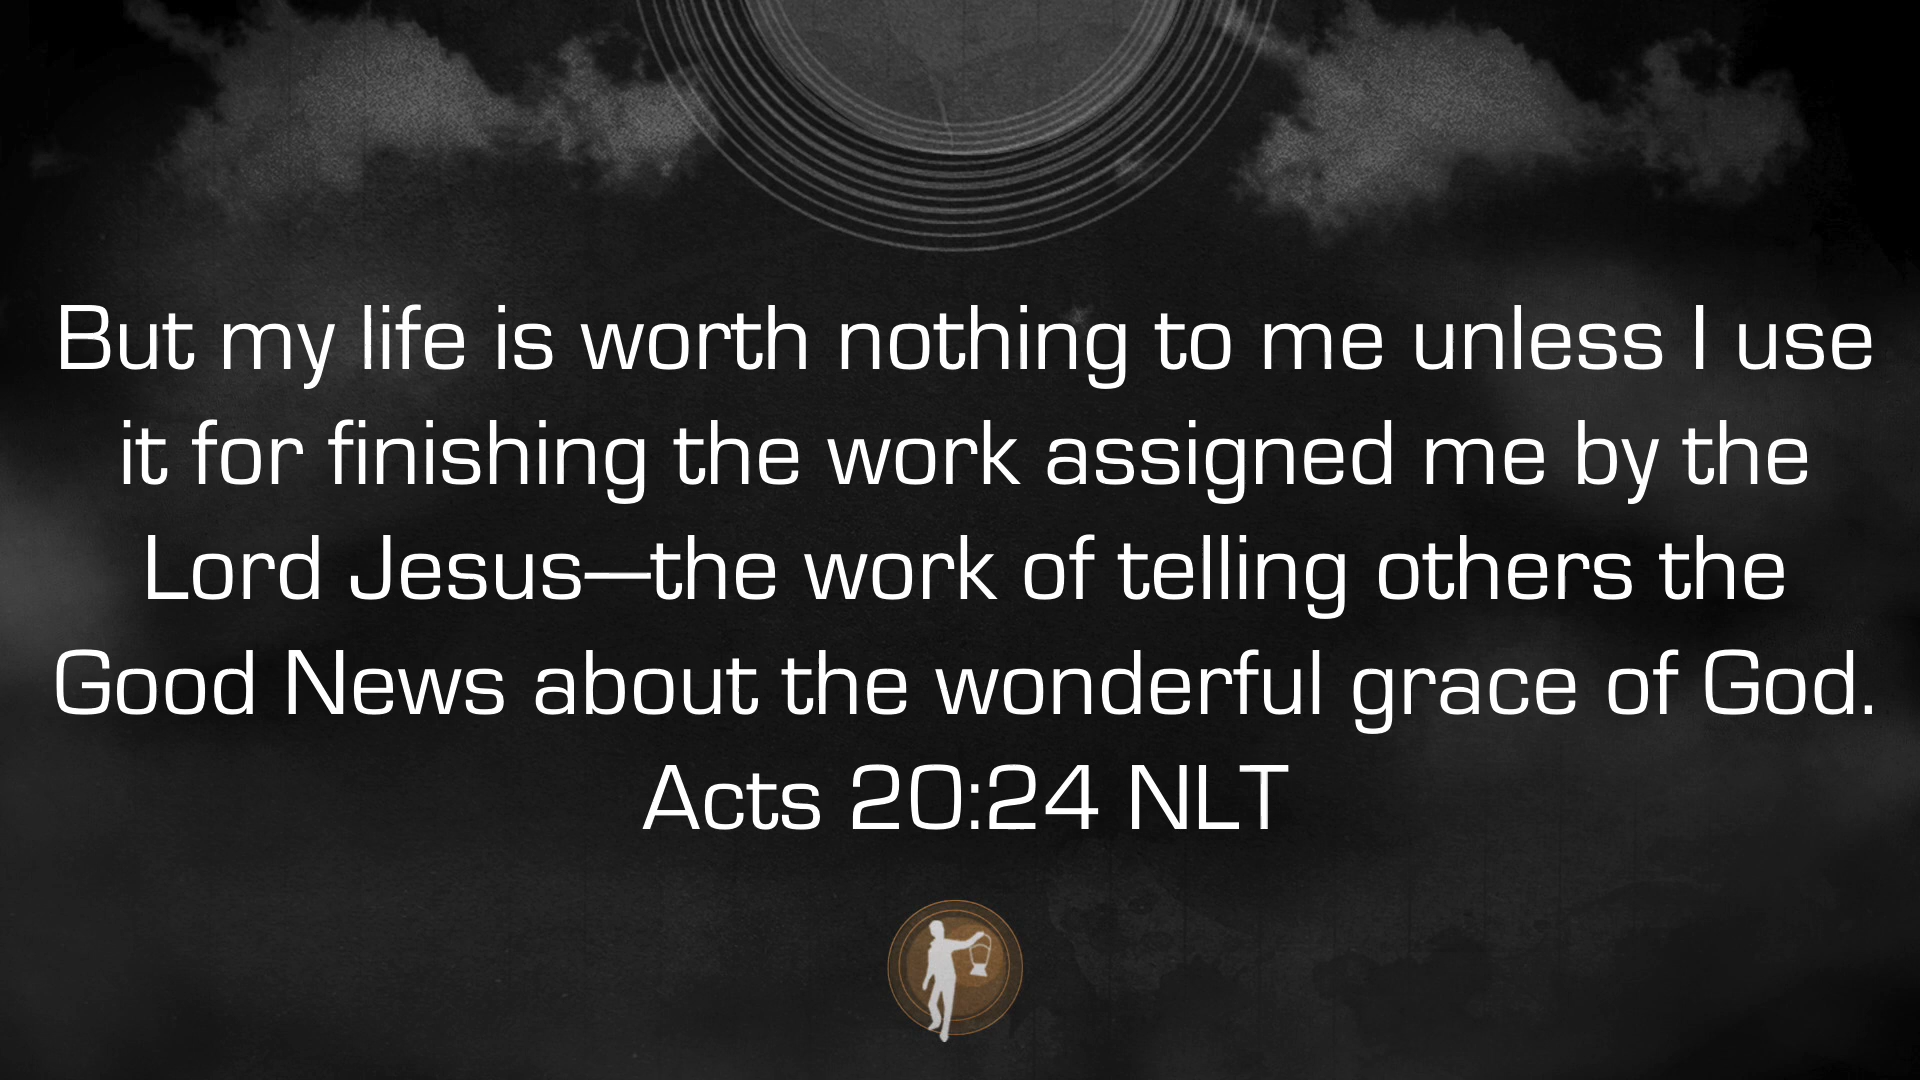 But my life is worth nothing to me unless I use
it for finishing the work assigned me by the
Lord Jesus—the work of telling others the
Good News about the wonderful grace of God.
Acts 20:24 NLT